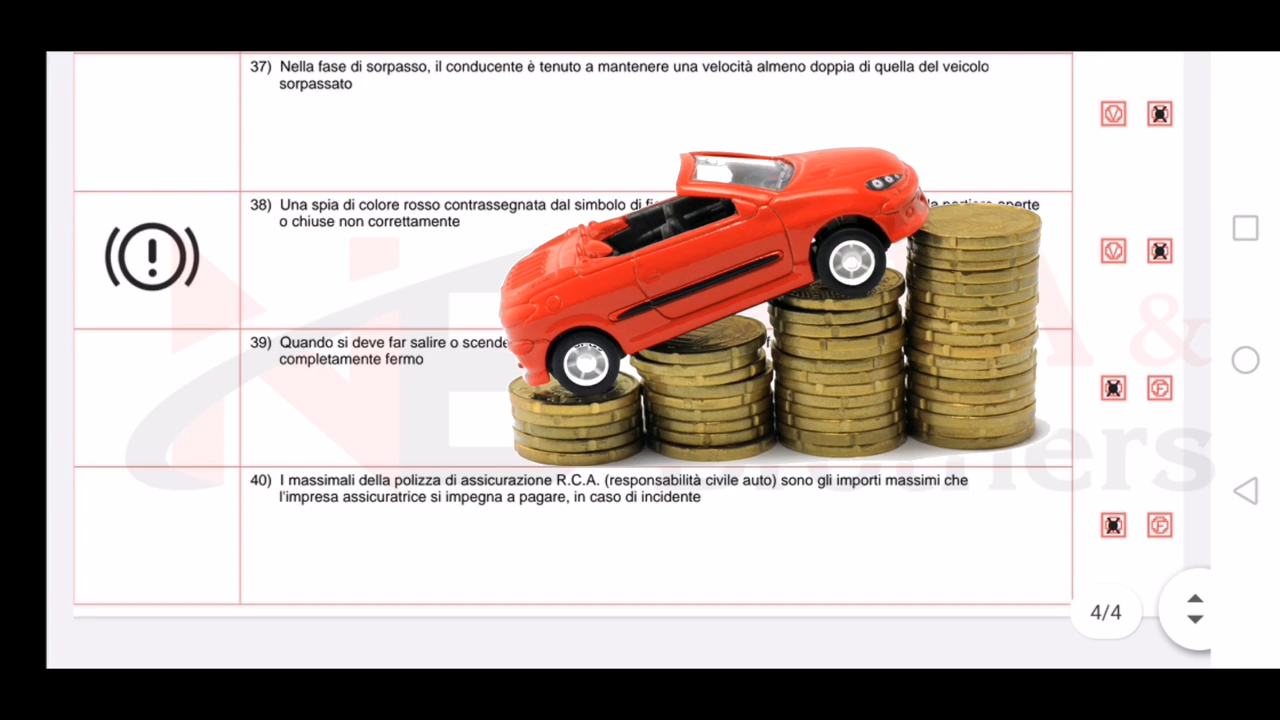 37) Nella fase di sorpasso, il conducente è tenuto a mantenere una velocità almeno doppia di quella del veicolo
sorpassato
V
38) Una spia di colore rosso contrassegnata dal simbolo di aperte
o chiuse non correttamente
V
39) Quando si deve far salire o
completamente fermo
F
40) I massimali della polizza di assicurazione R.C.A. (responsabilità civile auto) sono gli importi massimi che
l'impresa assicuratrice si impegna a pagare, in caso di incidente
F
4/4